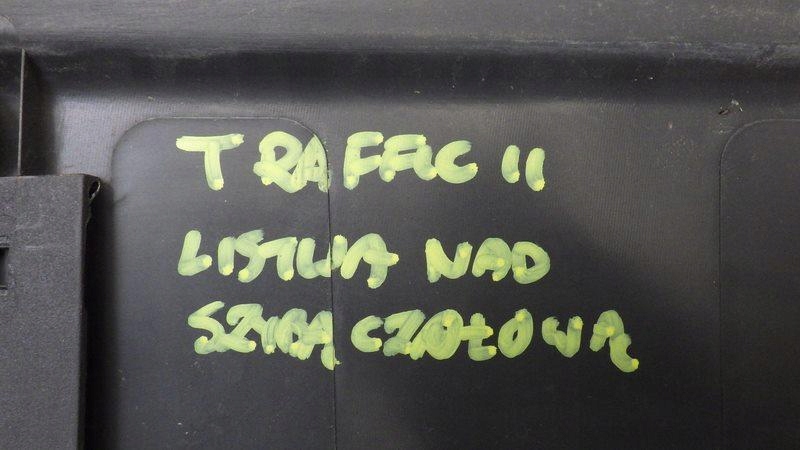 TRAFFIC II
LISTWA NAD
SZYBĄ CZOŁOWĄ